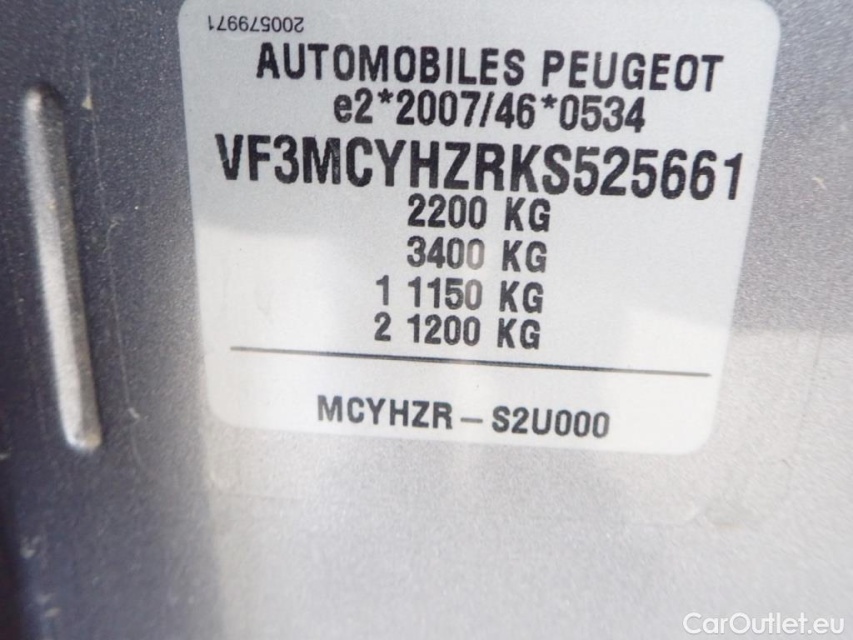 200579971
AUTOMOBILES PEUGEOT
e2*2007/46*0534
VF3MCYHZRKS525661
2200 KG
3400 KG
1 1150 KG
2 1200 KG
MCYHZR – S2U000
CarOutlet.eu